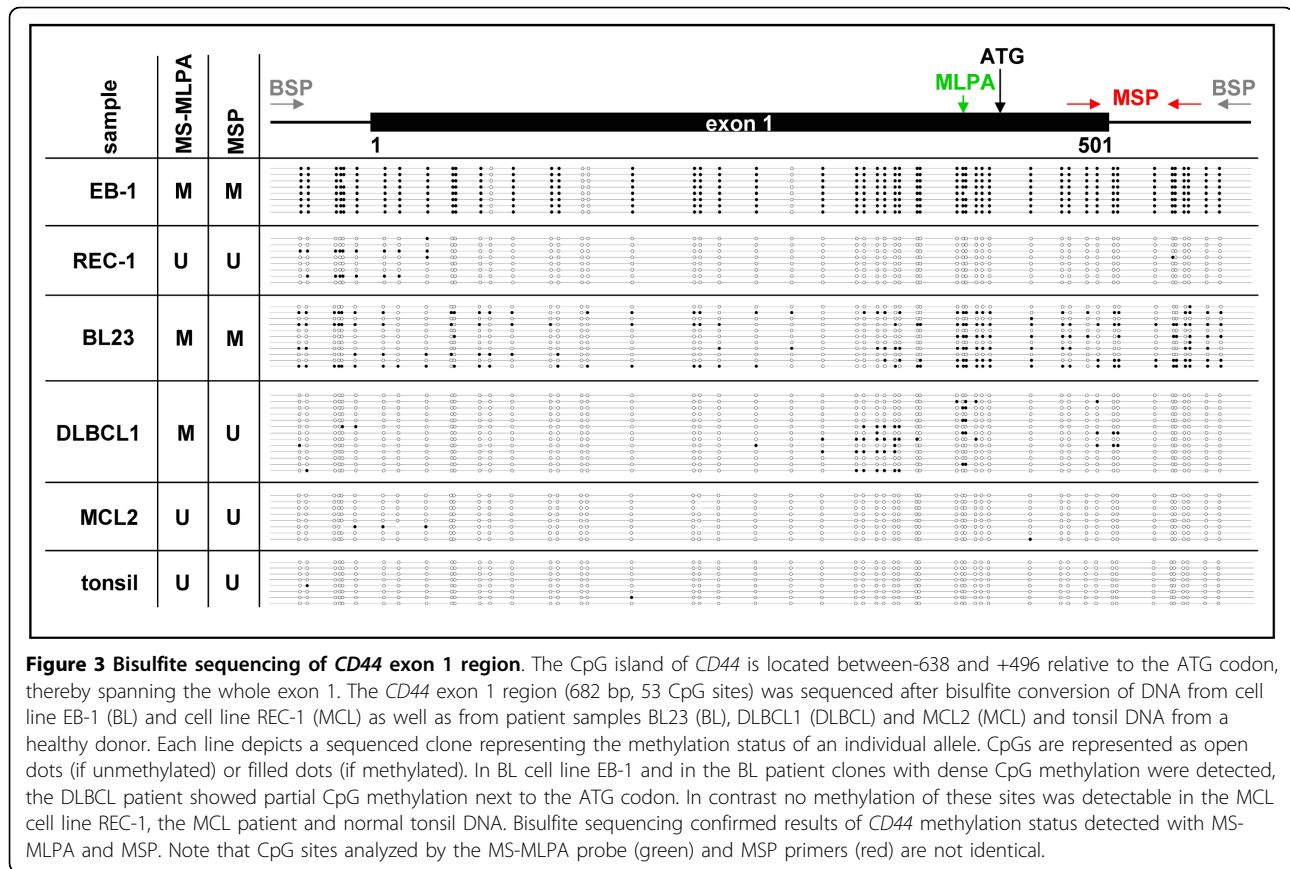 sample
MS-MLPA
MSP
BSP
MLPA
ATG
MSP
BSP
exon 1
1
501
EB-1 M M
REC-1 U U
BL23 M M
DLBCL1 M U
MCL2 U U
tonsil U U
Figure 3 Bisulfite sequencing of CD44 exon 1 region. The CpG island of CD44 is located between-638 and +496 relative to the ATG codon,
thereby spanning the whole exon 1. The CD44 exon 1 region (682 bp, 53 CpG sites) was sequenced after bisulfite conversion of DNA from cell
line EB-1 (BL) and cell line REC-1 (MCL) as well as from patient samples BL23 (BL), DLBCL1 (DLBCL) and MCL2 (MCL) and tonsil DNA from a
healthy donor. Each line depicts a sequenced clone representing the methylation status of an individual allele. CpGs are represented as open
dots (if unmethylated) or filled dots (if methylated). In BL cell line EB-1 and in the BL patient clones with dense CpG methylation were detected,
the DLBCL patient showed partial CpG methylation next to the ATG codon. In contrast no methylation of these sites was detectable in the MCL
cell line REC-1, the MCL patient and normal tonsil DNA. Bisulfite sequencing confirmed results of CD44 methylation status detected with MS-
MLPA and MSP. Note that CpG sites analyzed by the MS-MLPA probe (green) and MSP primers (red) are not identical.